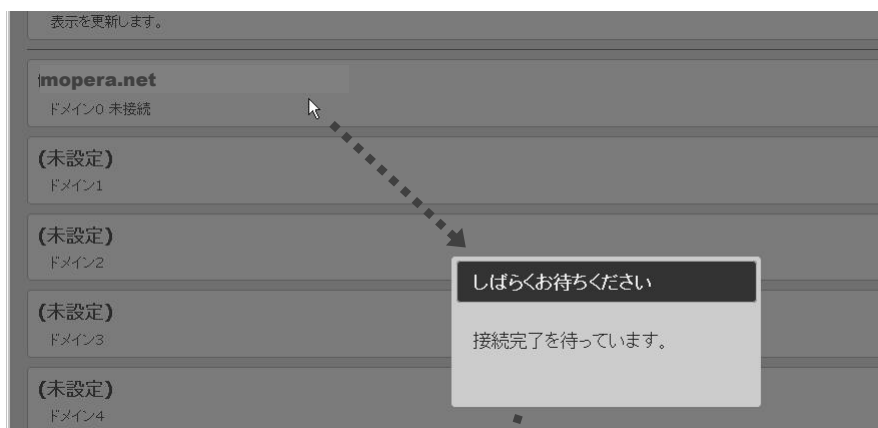 表示を更新します。
mopera.net
ドメイン0 未接続
(未設定)
ドメイン1
(未設定)
ドメイン2
(未設定)
ドメイン3
(未設定)
ドメイン4
しばらくお待ちください
接続完了を待っています。